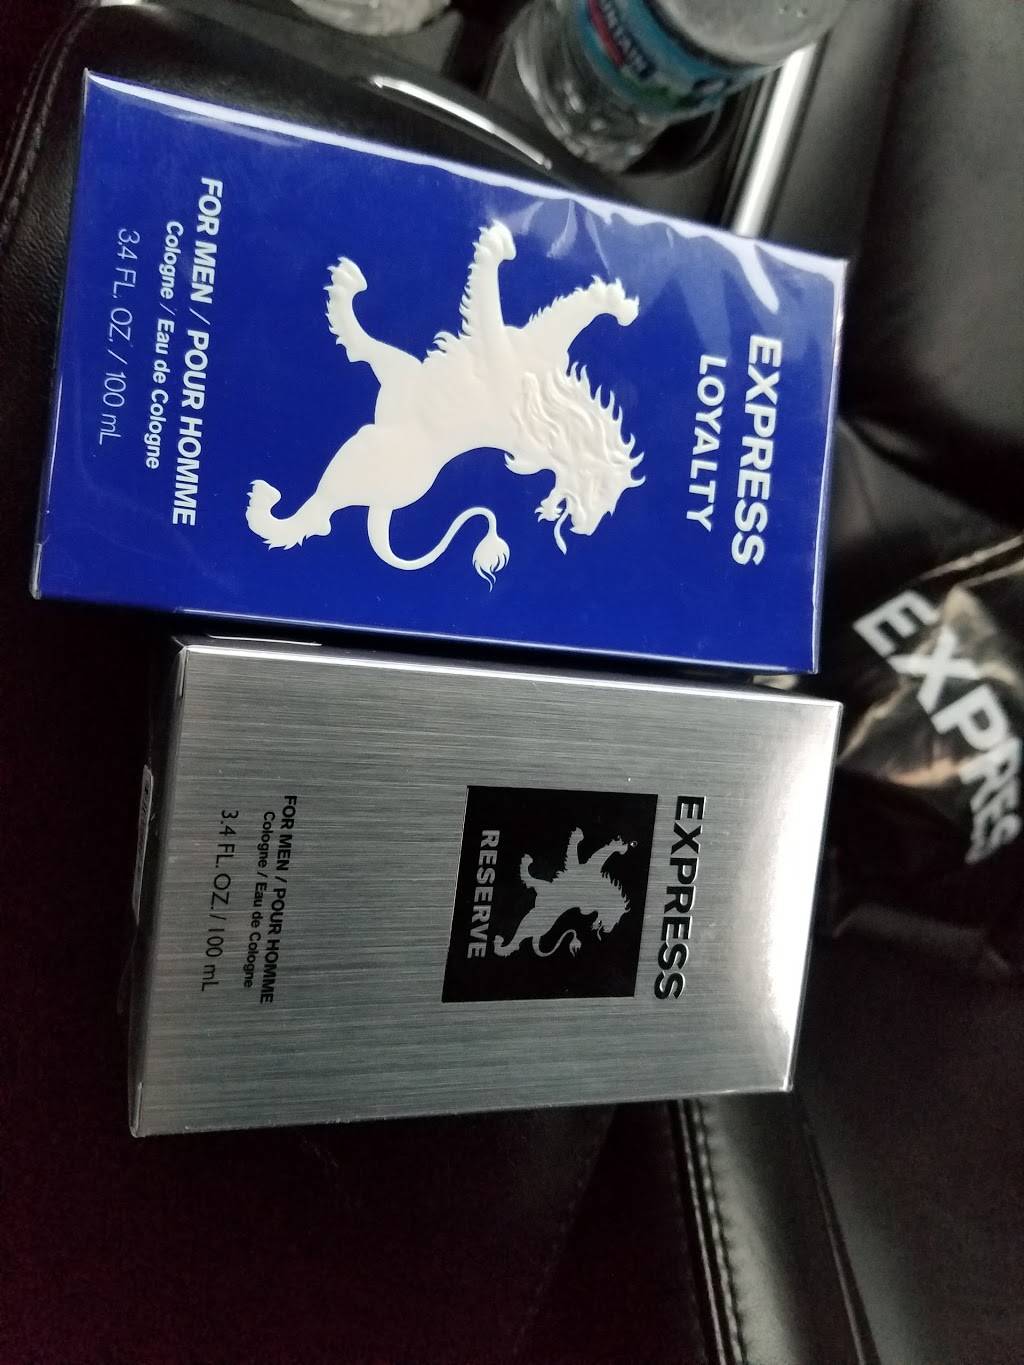 EXPRESS
LOYALTY
FOR MEN / POUR HOMME
Cologne / Eau de Cologne
3.4 FL. OZ. / 100 mL
EXPRESS
RESERVE
FOR MEN / POUR HOMME
Cologne / Eau de Cologne
3.4 FL. OZ. / 100 mL
EXPRESS